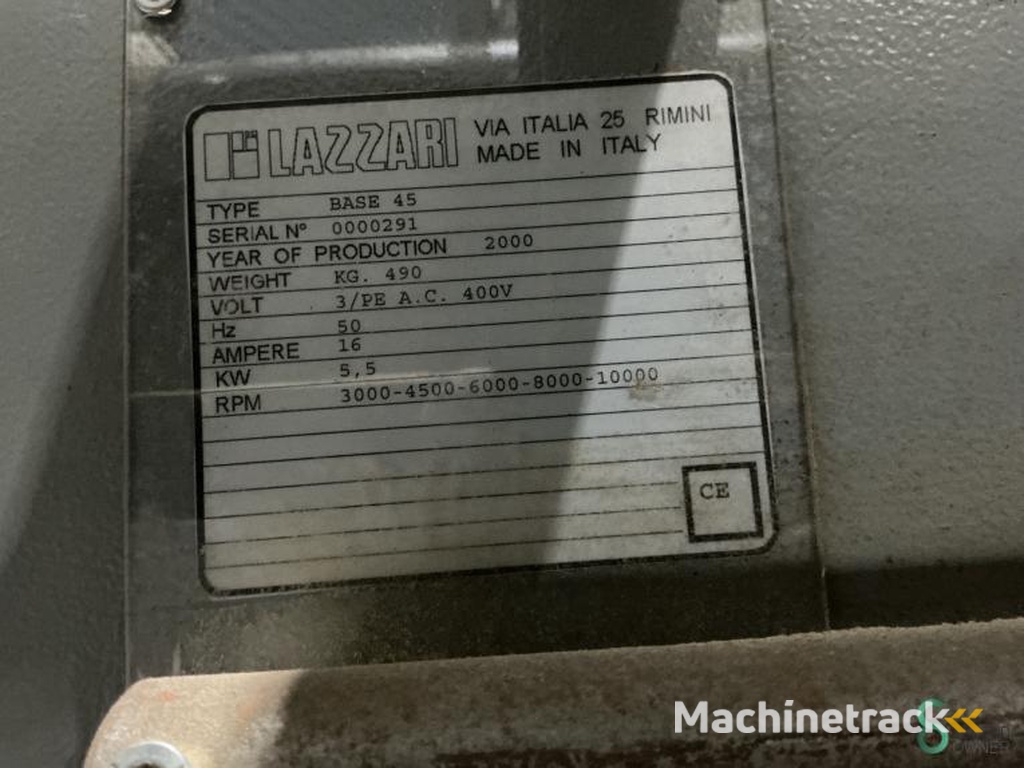 LAZZARI VIA ITALIA 25 RIMINI
MADE IN ITALY
TYPE BASE 45
SERIAL N° 0000291
YEAR OF PRODUCTION 2000
WEIGHT KG. 490
VOLT 3/PE A.C. 400V
Hz 50
AMPERE 16
KW 5,5
RPM 3000-4500-6000-8000-10000
CE
Machinetrack
OWNER